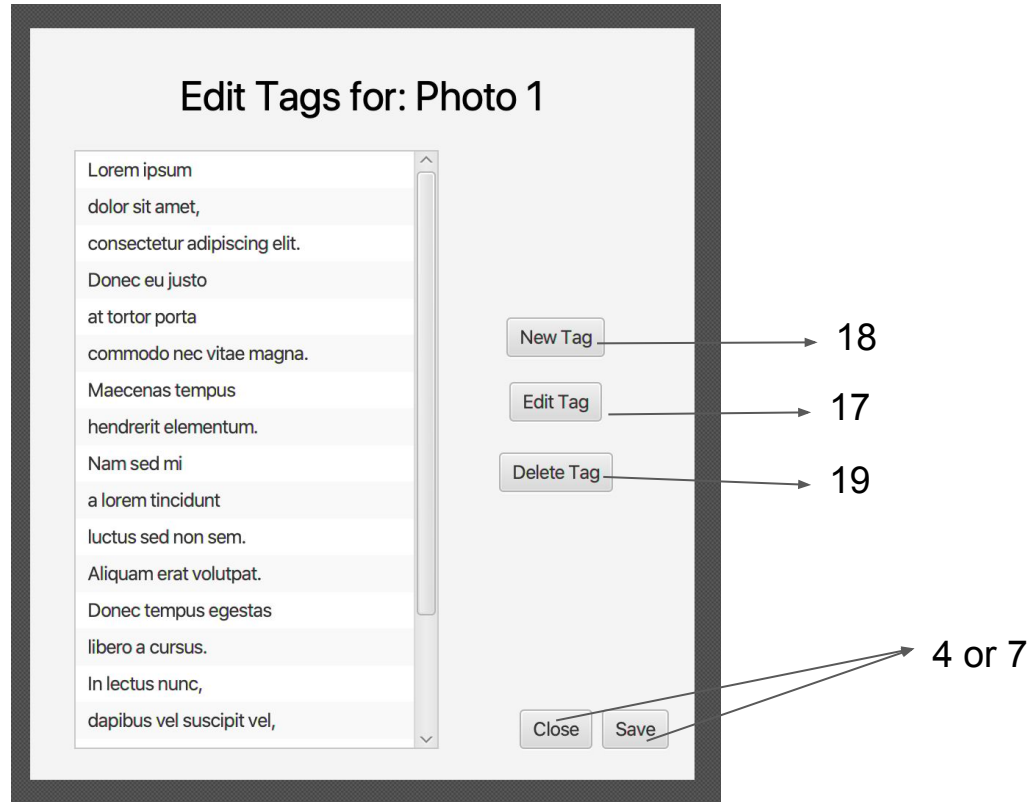 Edit Tags for: Photo 1
Lorem ipsum
dolor sit amet,
consectetur adipiscing elit.
Donec eu justo
at tortor porta
commodo nec vitae magna.
Maecenas tempus
hendrerit elementum.
Nam sed mi
a lorem tincidunt
luctus sed non sem.
Aliquam erat volutpat.
Donec tempus egestas
libero a cursus.
In lectus nunc,
dapibus vel suscipit vel,
New Tag
18
Edit Tag
17
Delete Tag
19
Close
Save
4 or 7